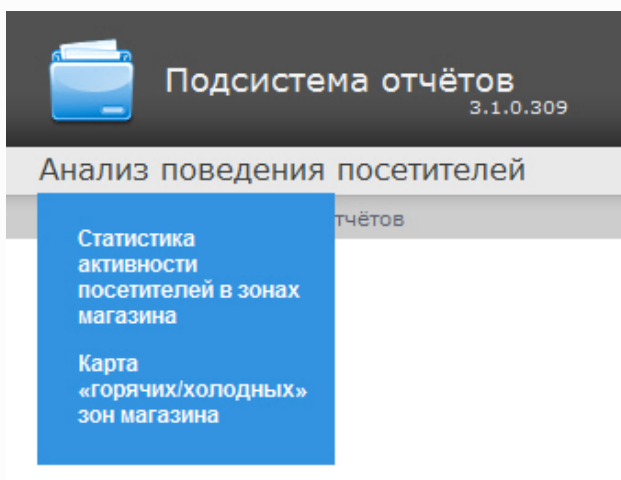 Подсистема отчётов
3.1.0.309
Анализ поведения посетителей
тчётов
Статистика
активности
посетителей в зонах
магазина
Карта
«горячих/холодных»
зон магазина